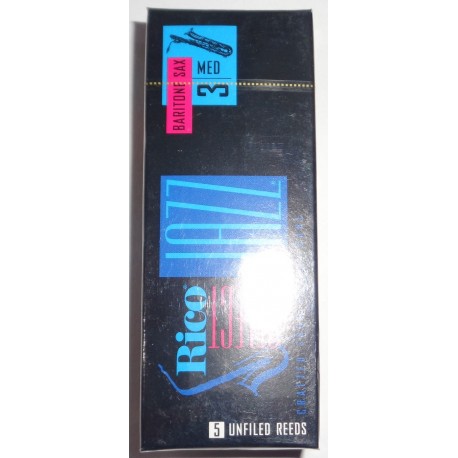 BARITONE SAX
3 MED
JAZZ
Rico
5 UNFILED REEDS